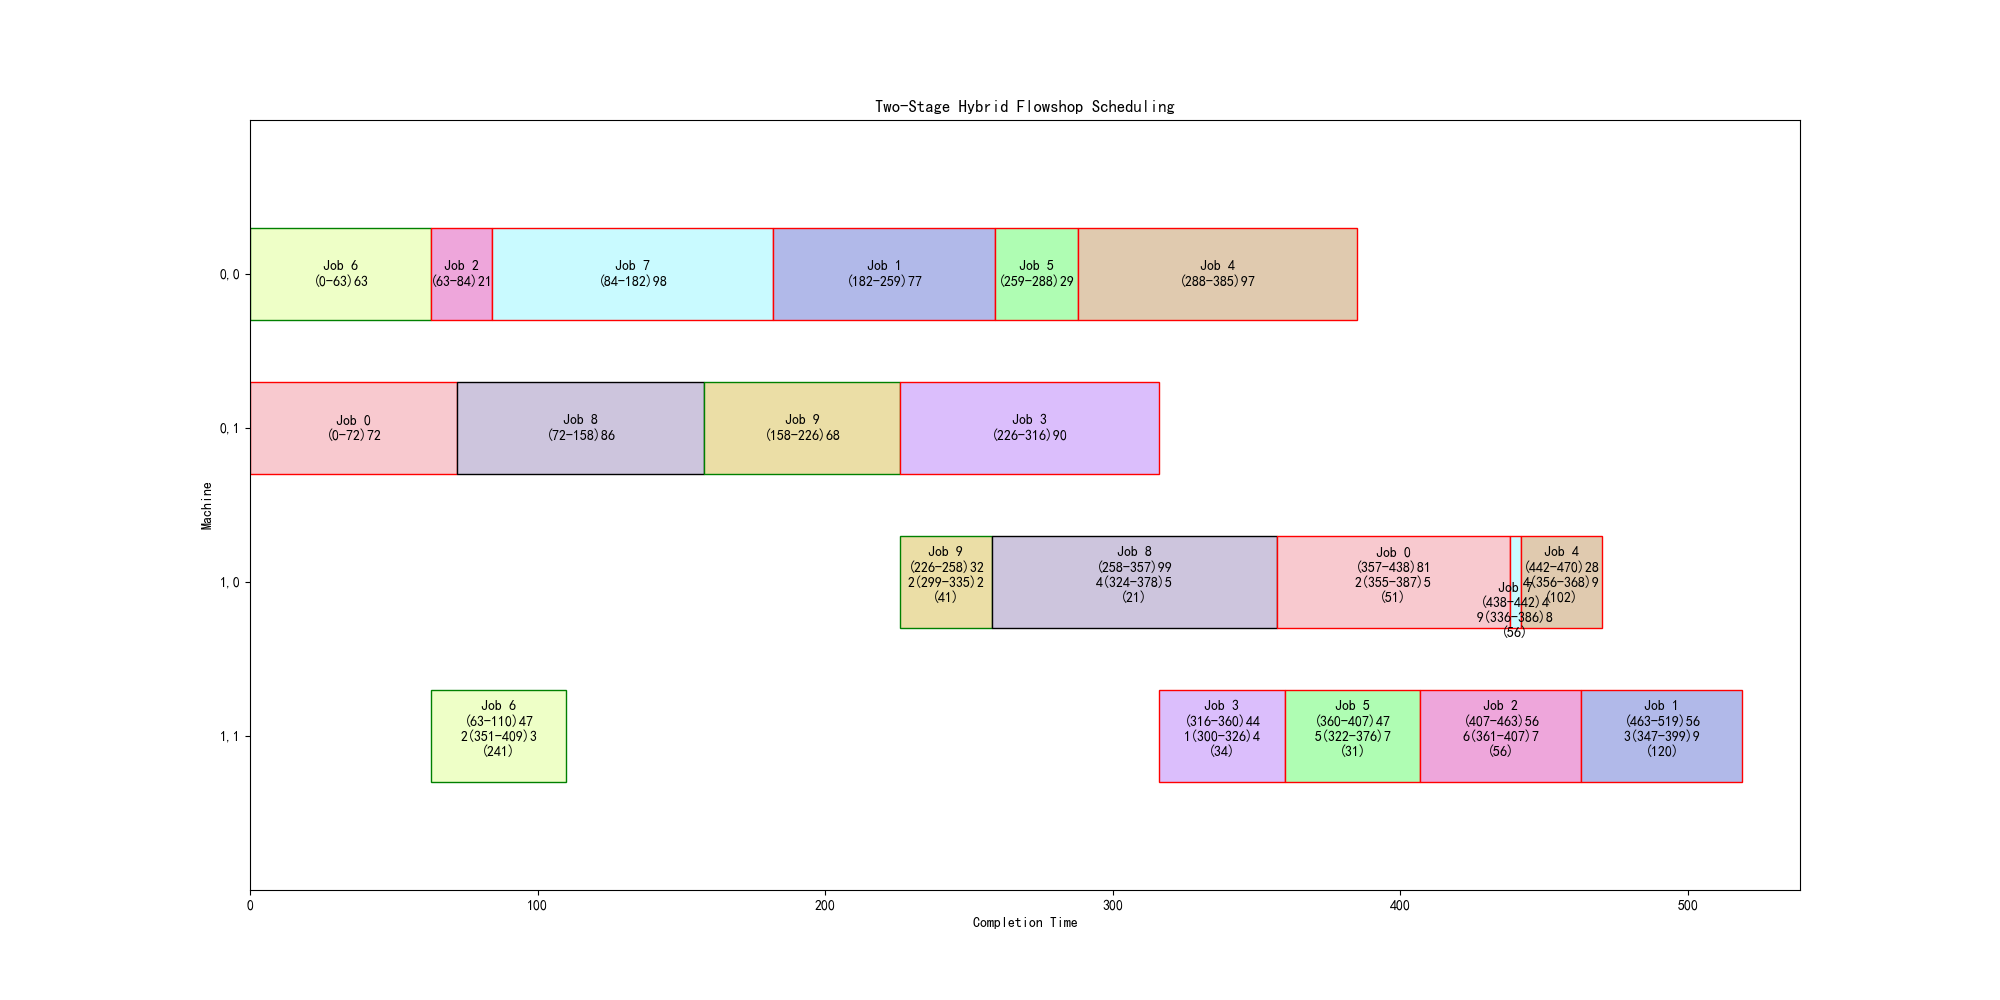 Two-Stage Hybrid Flowshop Scheduling
0,0
Job 6
(0-63)63
Job 2
(63-84)21
Job 7
(84-182)98
Job 1
(182-259)77
Job 5
(259-288)29
Job 4
(288-385)97
0,1
Job 0
(0-72)72
Job 8
(72-158)86
Job 9
(158-226)68
Job 3
(226-316)90
Machine
1,0
Job 9
(226-258)32
2(299-335)2
(41)
Job 8
(258-357)99
4(324-378)5
(21)
Job 0
(357-438)81
2(355-387)5
(51)
Job 7
(438-442)4
9(336-386)8
(56)
Job 4
(442-470)28
4(356-368)9
(102)
1,1
Job 6
(63-110)47
2(351-409)3
(241)
Job 3
(316-360)44
1(300-326)4
(34)
Job 5
(360-407)47
5(322-376)7
(31)
Job 2
(407-463)56
6(361-407)7
(56)
Job 1
(463-519)56
3(347-399)9
(120)
0
100
200
300
400
500
Completion Time